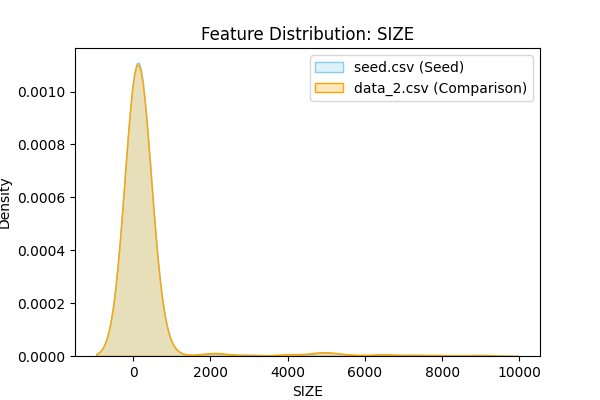 Feature Distribution: SIZE
seed.csv (Seed)
data_2.csv (Comparison)
Density
0.0010
0.0008
0.0006
0.0004
0.0002
0.0000
0 2000 4000 6000 8000 10000
SIZE